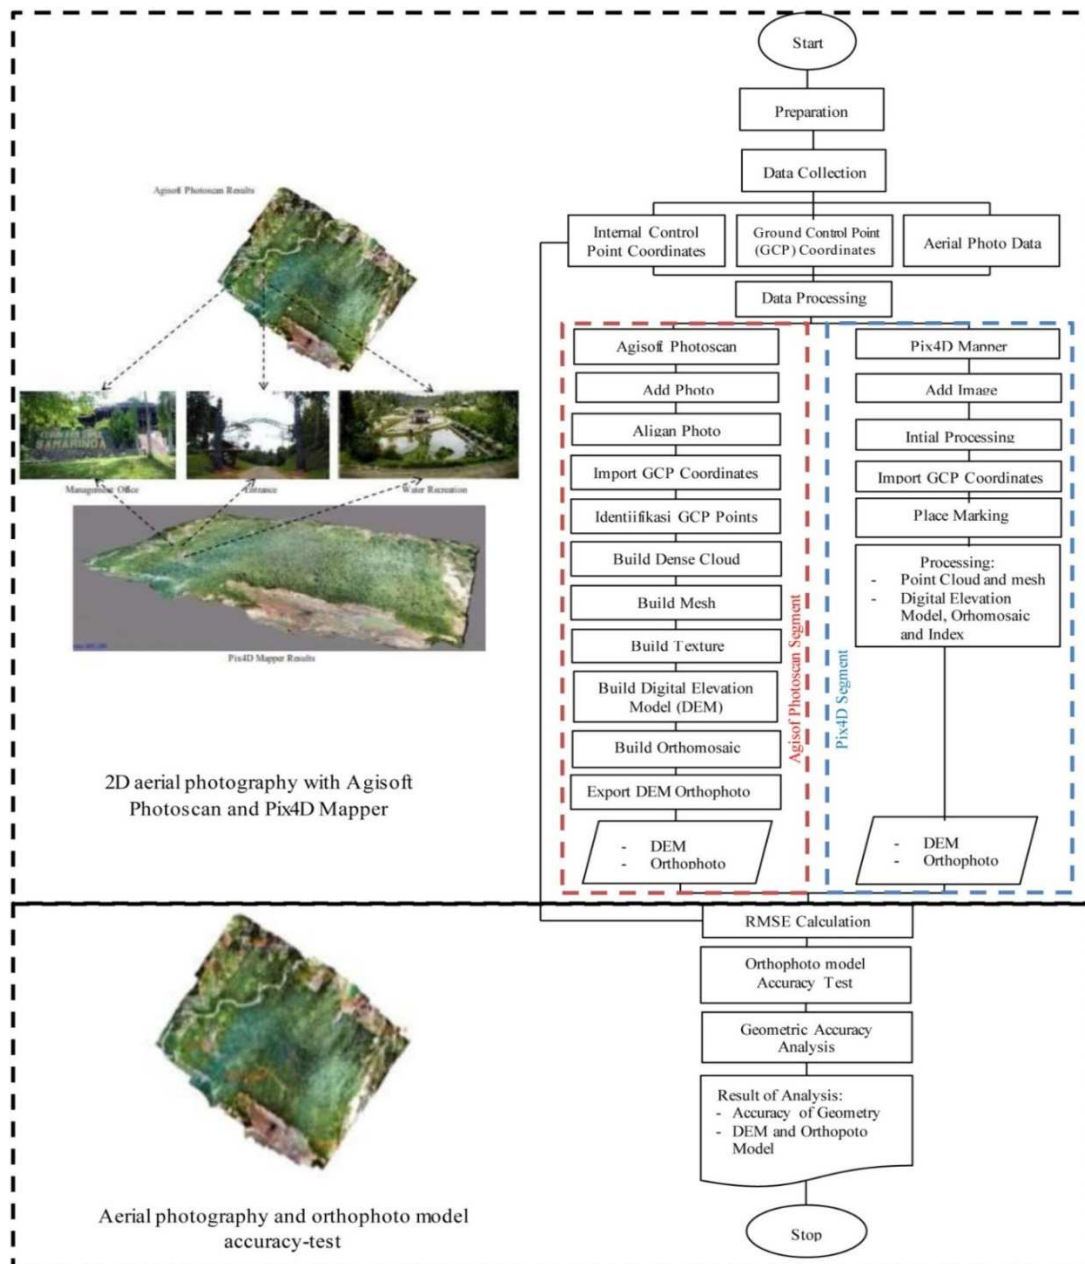 Start
Preparation
Data Collection
Internal Control
Point Coordinates
Ground Control Point
(GCP) Coordinates
Aerial Photo Data
Data Processing
Agisoft Photoscan
Add Photo
Aligan Photo
Import GCP Coordinates
Identiifikasi GCP Points
Build Dense Cloud
Build Mesh
Build Texture
Build Digital Elevation
Model (DEM)
Build Orthomosaic
Export DEM Orthophoto
- DEM
- Orthophoto
Agisof Photoscan Segment
Pix4D Mapper
Add Image
Intial Processing
Import GCP Coordinates
Place Marking
Processing:
- Point Cloud and mesh
- Digital Elevation
Model, Orhomosaic
and Index
- DEM
- Orthophoto
Pix4D Segment
Agisoft Photoscan Results
SAMARINDA
Management Office
Entrance
Water Recreation
Pix4D Mapper Results
2D aerial photography with Agisoft
Photoscan and Pix4D Mapper
RMSE Calculation
Orthophoto model
Accuracy Test
Geometric Accuracy
Analysis
Result of Analysis:
- Accuracy of Geometry
- DEM and Orthopoto
Model
Stop
Aerial photography and orthophoto model
accuracy-test